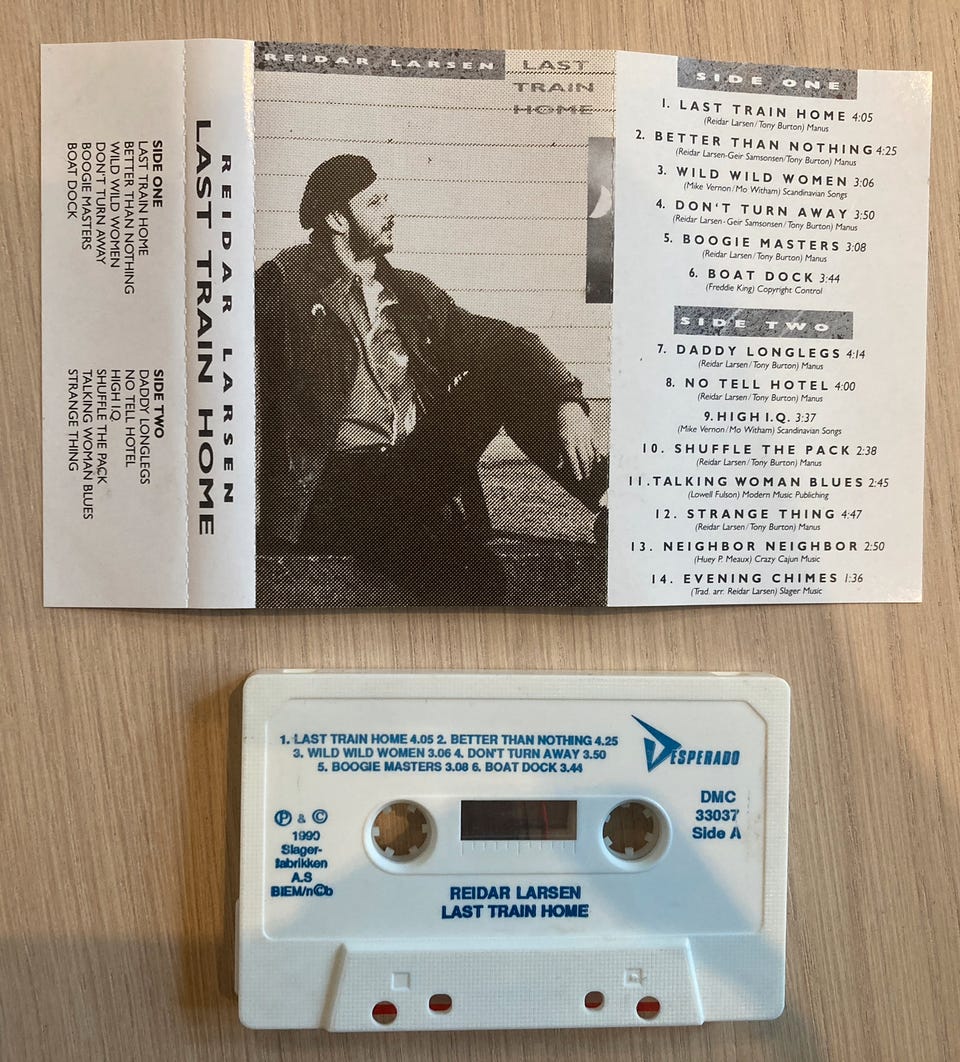 SIDE ONE
LAST TRAIN HOME
BETTER THAN NOTHING
WILD WILD WOMEN
DON'T TURN AWAY
BOOGIE MASTERS
BOAT DOCK
SIDE TWO
DADDY LONGLEGS
NO TELL HOTEL
HIGH I.Q.
SHUFFLE THE PACK
TALKING WOMAN BLUES
STRANGE THING
REIDAR LARSEN
LAST TRAIN HOME
REIDAR LARSEN
LAST
TRAIN
HOME
SIDE ONE
1. LAST TRAIN HOME 4:05
(Reidar Larsen/Tony Burton) Manus
2. BETTER THAN NOTHING 4:25
(Reidar Larsen-Geir Samsonsen/Tony Burton) Manus
3. WILD WILD WOMEN 3:06
(Mike Vernon/Mo Witham) Scandinavian Songs
4. DON'T TURN AWAY 3:50
(Reidar Larsen-Geir Samsonsen/Tony Burton) Manus
5. BOOGIE MASTERS 3:08
(Reidar Larsen/Tony Burton) Manus
6. BOAT DOCK 3:44
(Freddie King) Copyright Control
SIDE TWO
7. DADDY LONGLEGS 4:14
(Reidar Larsen/Tony Burton) Manus
8. NO TELL HOTEL 4:00
(Reidar Larsen/Tony Burton) Manus
9. HIGH I.Q. 3:37
(Mike Vernon/Mo Witham) Scandinavian Songs
10. SHUFFLE THE PACK 2:38
(Reidar Larsen/Tony Burton) Manus
11. TALKING WOMAN BLUES 2:45
(Lowell Fulson) Modern Music Publiching
12. STRANGE THING 4:47
(Reidar Larsen/Tony Burton) Manus
13. NEIGHBOR NEIGHBOR 2:50
(Huey P. Meaux) Crazy Cajun Music
14. EVENING CHIMES 1:36
(Trad. arr. Reidar Larsen) Slager Music
1. LAST TRAIN HOME 4.05 2. BETTER THAN NOTHING 4.25
3. WILD WILD WOMEN 3.06 4. DON'T TURN AWAY 3.50
5. BOOGIE MASTERS 3.08 6. BOAT DOCK 3.44
DESPERADO
DMC
33037
Side A
Ⓟ & ©
1990
Slager-
fabrikken
A.S
BIEM/n©b
REIDAR LARSEN
LAST TRAIN HOME